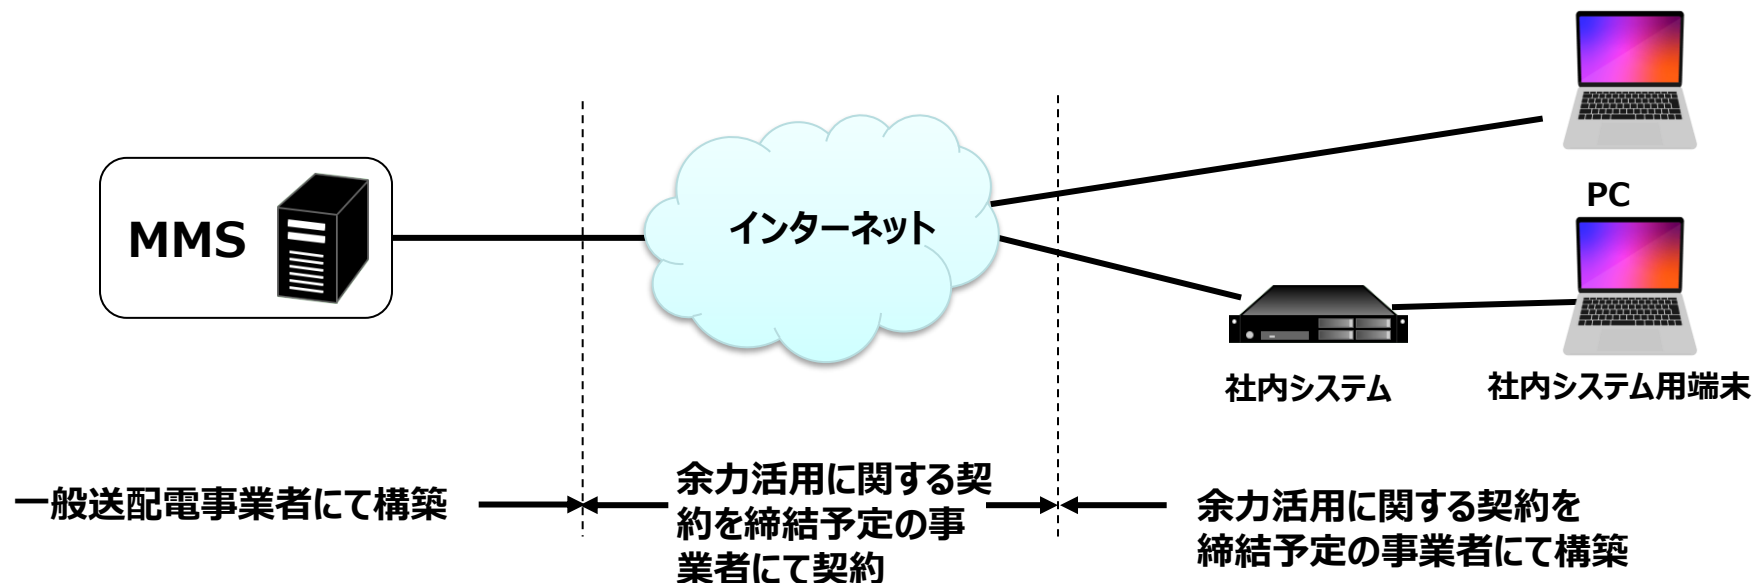 MMS
インターネット
PC
社内システム
社内システム用端末
一般送配電事業者にて構築
余力活用に関する契
約を締結予定の事
業者にて契約
余力活用に関する契約を
締結予定の事業者にて構築